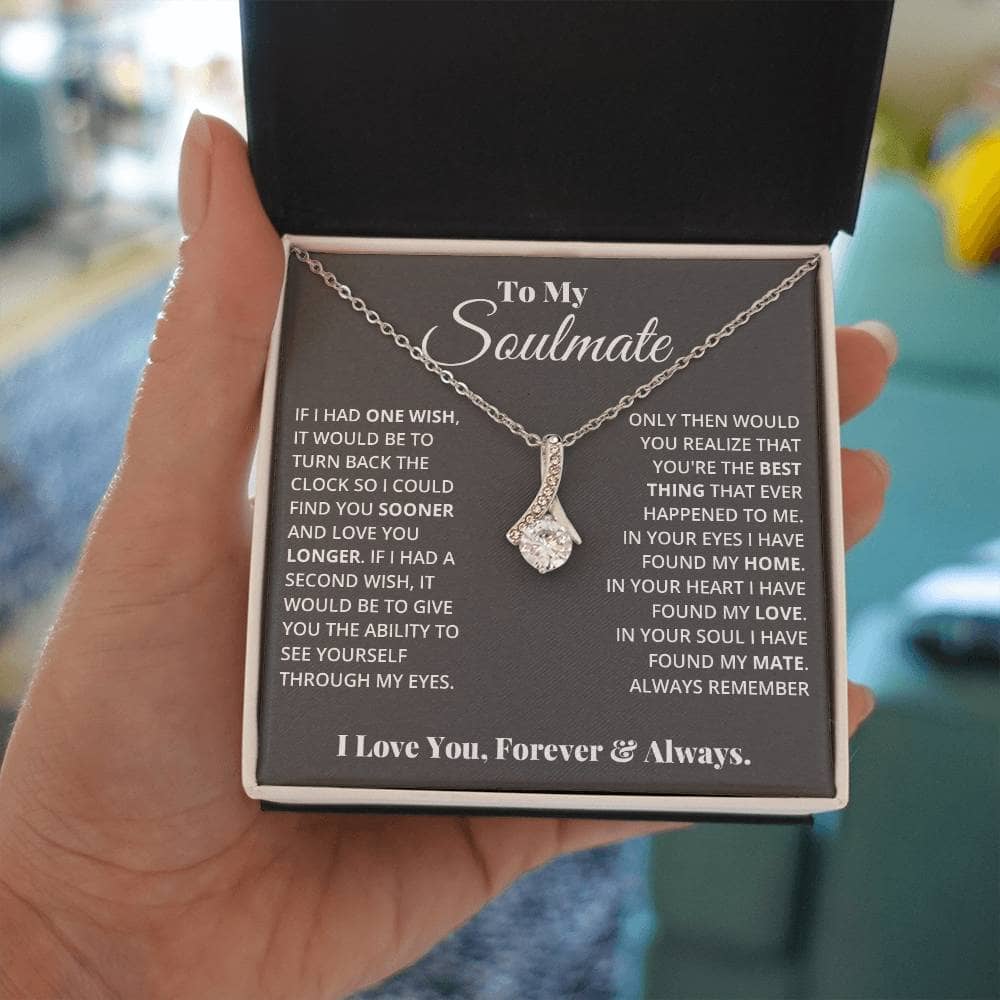 To My
Soulmate
IF I HAD ONE WISH,
IT WOULD BE TO
TURN BACK THE
CLOCK SO I COULD
FIND YOU SOONER
AND LOVE YOU
LONGER. IF I HAD A
SECOND WISH, IT
WOULD BE TO GIVE
YOU THE ABILITY TO
SEE YOURSELF
THROUGH MY EYES.
ONLY THEN WOULD
YOU REALIZE THAT
YOU'RE THE BEST
THING THAT EVER
HAPPENED TO ME.
IN YOUR EYES I HAVE
FOUND MY HOME.
IN YOUR HEART I HAVE
FOUND MY LOVE.
IN YOUR SOUL I HAVE
FOUND MY MATE.
ALWAYS REMEMBER
I Love You, Forever & Always.